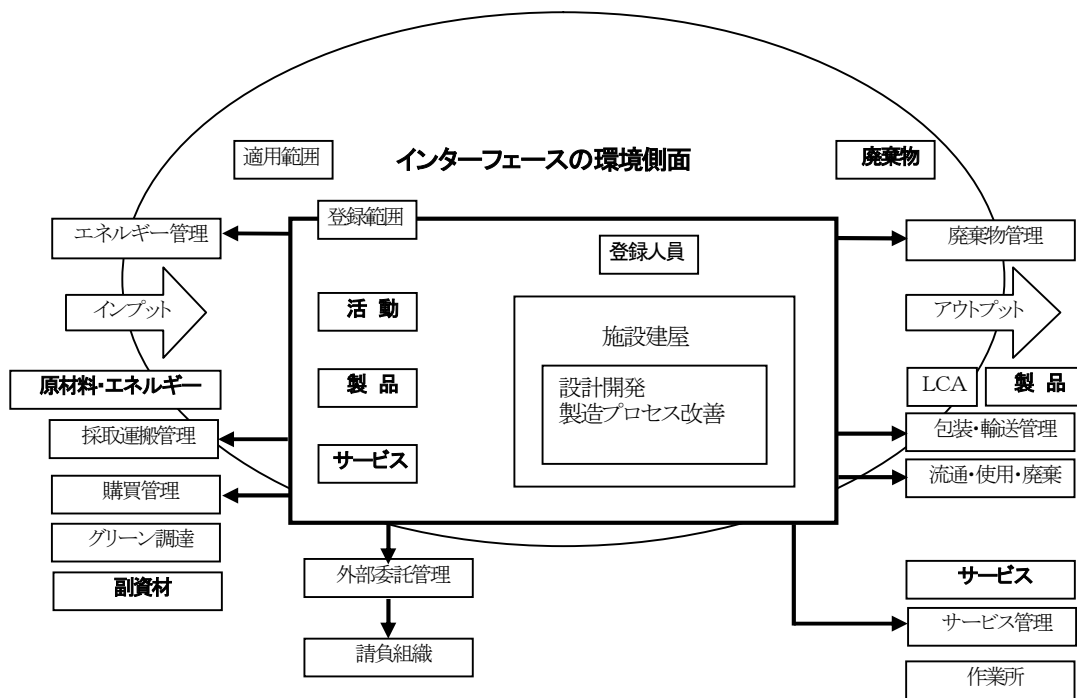 適用範囲
インターフェースの環境側面
廃棄物
エネルギー管理
登録範囲
登録人員
廃棄物管理
インプット
活 動
施設建屋
アウトプット
原材料・エネルギー
製 品
設計開発
製造プロセス改善
LCA
製 品
採取運搬管理
サービス
包装・輸送管理
購買管理
流通・使用・廃棄
グリーン調達
副資材
外部委託管理
サービス
請負組織
サービス管理
作業所